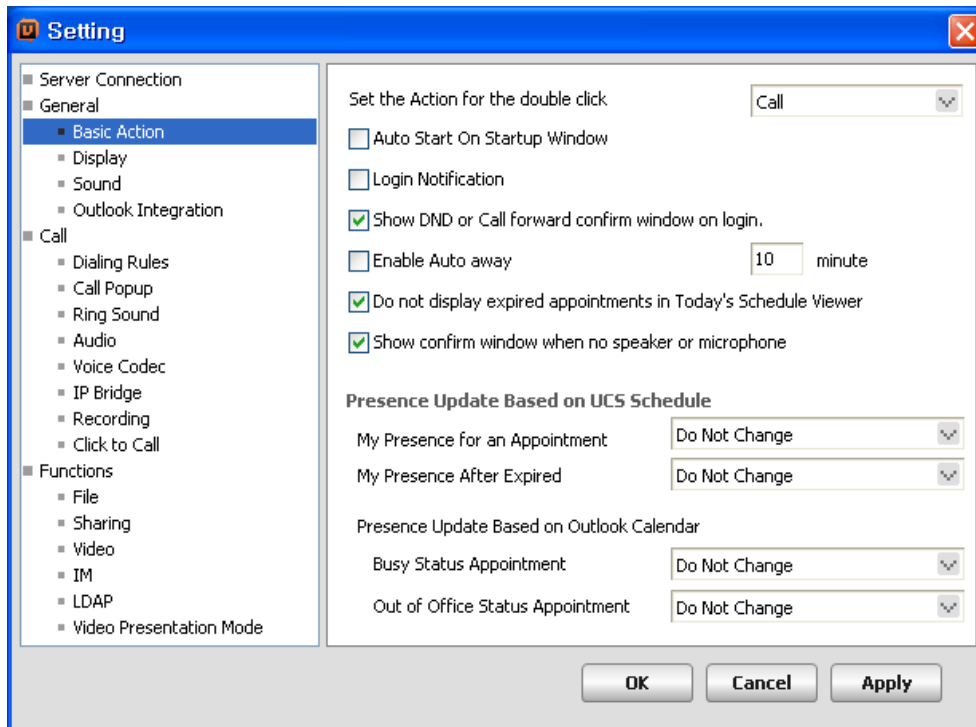 Setting
Server Connection
General
Basic Action
Display
Sound
Outlook Integration
Call
Dialing Rules
Call Popup
Ring Sound
Audio
Voice Codec
IP Bridge
Recording
Click to Call
Functions
File
Sharing
Video
IM
LDAP
Video Presentation Mode
Set the Action for the double click Call
Auto Start On Startup Window
Login Notification
Show DND or Call forward confirm window on login.
Enable Auto away 10 minute
Do not display expired appointments in Today's Schedule Viewer
Show confirm window when no speaker or microphone
Presence Update Based on UCS Schedule
My Presence for an Appointment Do Not Change
My Presence After Expired Do Not Change
Presence Update Based on Outlook Calendar
Busy Status Appointment Do Not Change
Out of Office Status Appointment Do Not Change
OK Cancel Apply